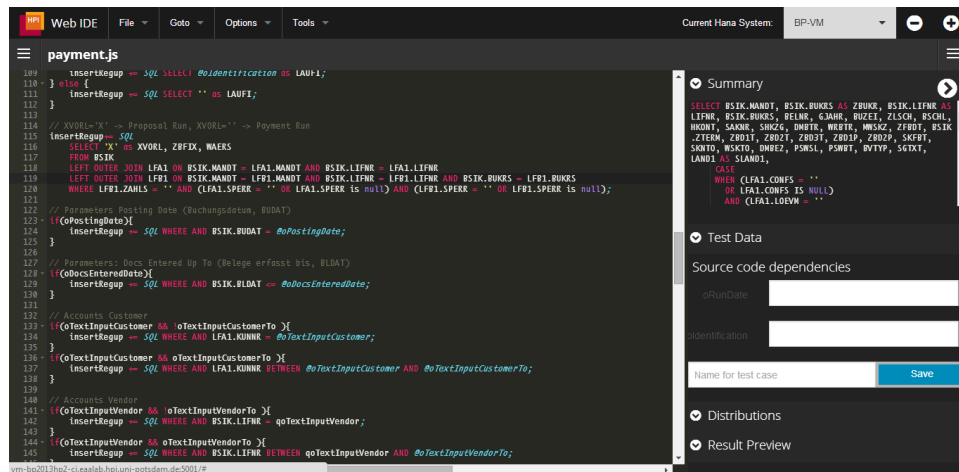 HPI Web IDE File Goto Options Tools Current Hana System: BP-VM
payment.js
109 insertRegup += SQL SELECT @oIdentification as LAUFI;
110 } else {
111 insertRegup += SQL SELECT '' as LAUFI;
112 }
113
114 // XVORL='X' -> Proposal Run, XVORL='' -> Payment Run
115 insertRegup+= SQL
116 SELECT 'X' as XVORL, ZBFIX, WAERS
117 FROM BSIK
118 LEFT OUTER JOIN LFA1 ON BSIK.MANDT = LFA1.MANDT AND BSIK.LIFNR = LFA1.LIFNR
119 LEFT OUTER JOIN LFB1 ON BSIK.MANDT = LFB1.MANDT AND BSIK.LIFNR = LFB1.LIFNR AND BSIK.BUKRS = LFB1.BUKRS
120 WHERE LFB1.ZAHLS = '' AND (LFA1.SPERR = '' OR LFA1.SPERR is null) AND (LFB1.SPERR = '' OR LFB1.SPERR is null);
121
122 // Parameters Posting Date (Buchungsdatum, BUDAT)
123 if(oPostingDate){
124 insertRegup += SQL WHERE AND BSIK.BUDAT = @oPostingDate;
125 }
126
127 // Parameters: Docs Entered Up To (Belege erfasst bis, BLDAT)
128 if(oDocsEnteredDate){
129 insertRegup += SQL WHERE AND BSIK.BLDAT <= @oDocsEnteredDate;
130 }
131
132 // Accounts Customer
133 if(oTextInputCustomer && !oTextInputCustomerTo ){
134 insertRegup += SQL WHERE AND LFA1.KUNNR = @oTextInputCustomer;
135 }
136 if(oTextInputCustomer && oTextInputCustomerTo ){
137 insertRegup += SQL WHERE AND LFA1.KUNNR BETWEEN @oTextInputCustomer AND @oTextInputCustomerTo;
138 }
139
140 // Accounts Vendor
141 if(oTextInputVendor && !oTextInputVendorTo ){
142 insertRegup += SQL WHERE AND BSIK.LIFNR = qoTextInputVendor;
143 }
144 if(oTextInputVendor && oTextInputVendorTo ){
145 insertRegup += SQL WHERE AND BSIK.LIFNR BETWEEN qoTextInputVendor AND @oTextInputVendorTo;
vm-bp2013hp2-ci.eaalab.hpi.uni-potsdam.de:5001/#
Summary
SELECT BSIK.MANDT, BSIK.BUKRS AS ZBUKR, BSIK.LIFNR AS
LIFNR, BSIK.BUKRS, BELNR, GJAHR, BUZEI, ZLSCH, BSCHL,
HKONT, SAKNR, SHKZG, DMBTR, WRBTR, MWSKZ, ZFBDT, BSIK
.ZTERM, ZBD1T, ZBD2T, ZBD3T, ZBD1P, ZBD2P, SKFBT,
SKNTO, WSKTO, DMBE2, PSWSL, PSWBT, BVTYP, SGTXT,
LAND1 AS SLAND1,
CASE
WHEN (LFA1.CONFS = ''
OR LFA1.CONFS IS NULL)
AND (LFA1.LOEVM = ''
Test Data
Source code dependencies
oRunDate
oIdentification
Name for test case Save
Distributions
Result Preview